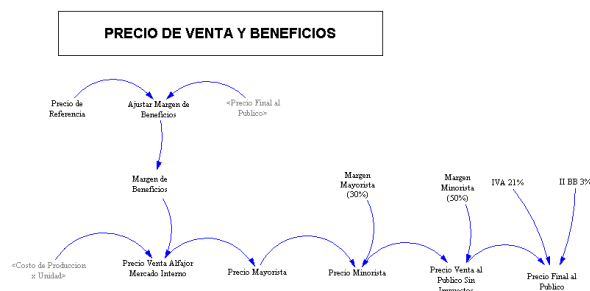 PRECIO DE VENTA Y BENEFICIOS
Precio de
Referencia
Ajustar Margen de
Beneficios
<Precio Final al
Publico>
Margen de
Beneficios
Margen
Mayorista
(30%)
Margen
Minorista
(50%)
IVA 21%
II BB 3%
<Costo de Produccion
x Unidad>
Precio Venta Alfajor
Mercado Interno
Precio Mayorista
Precio Minorista
Precio Venta al
Publico Sin
Impuestos
Precio Final al
Publico